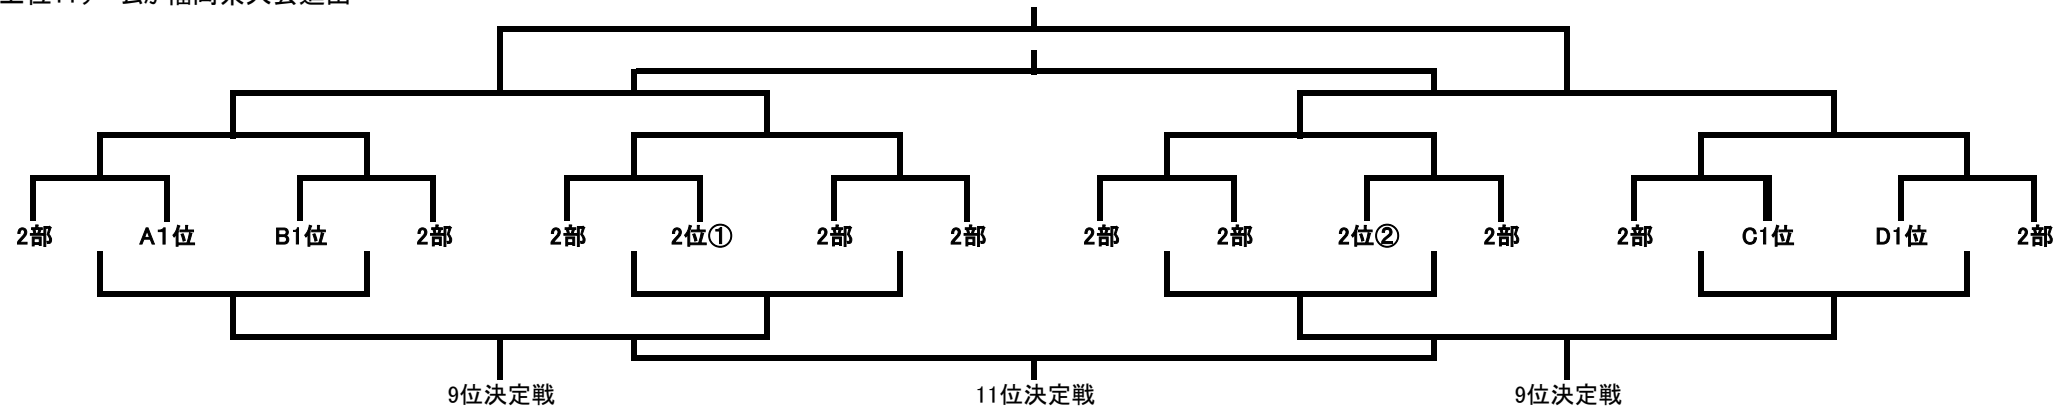 2部 A1位 B1位 2部 2部 2位① 2部 2部 2部 2部 2位② 2部 2部 C1位 D1位 2部
9位決定戦 11位決定戦 9位決定戦